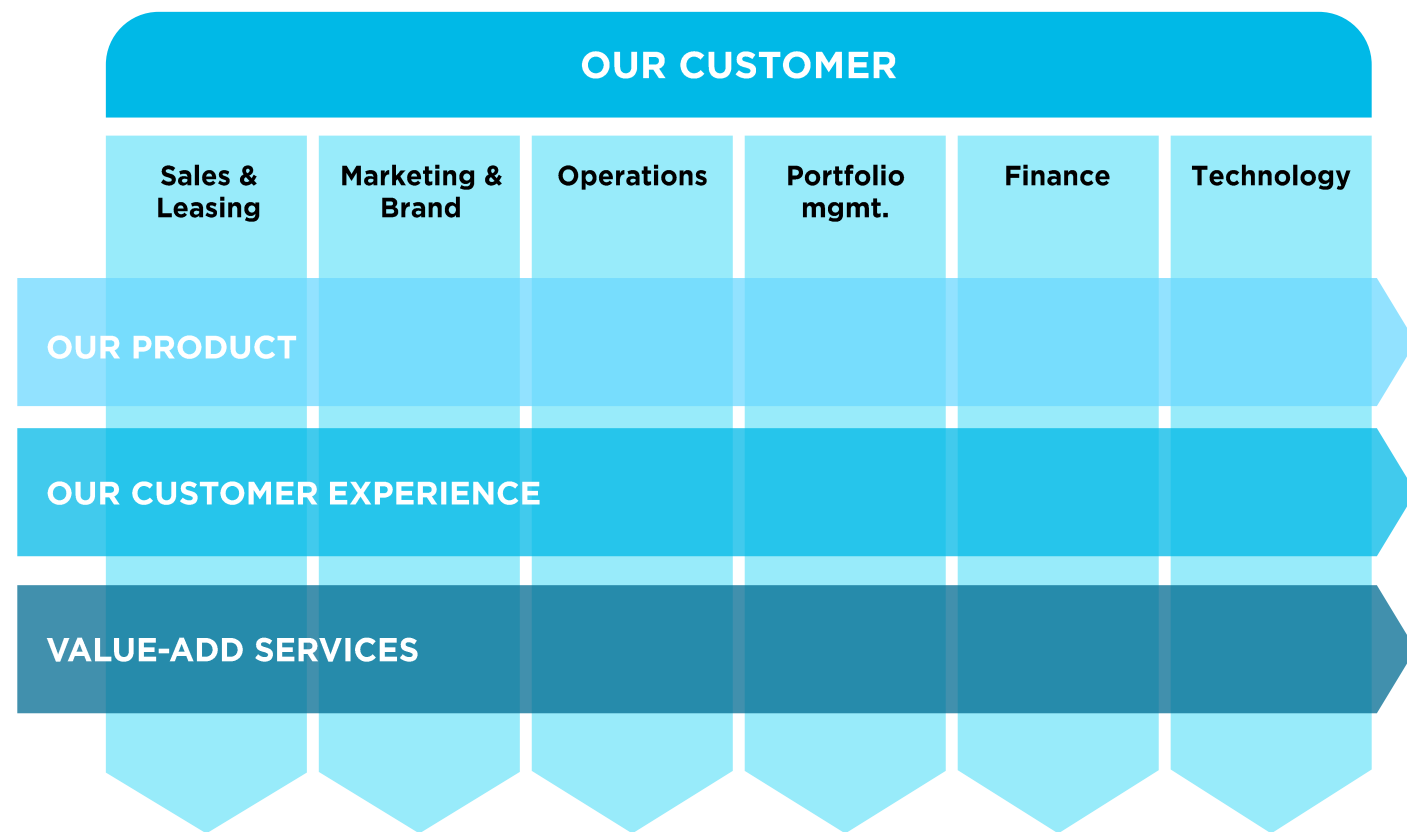 OUR CUSTOMER
Sales &
Leasing
Marketing &
Brand
Operations
Portfolio
mgmt.
Finance
Technology
OUR PRODUCT
OUR CUSTOMER EXPERIENCE
VALUE-ADD SERVICES